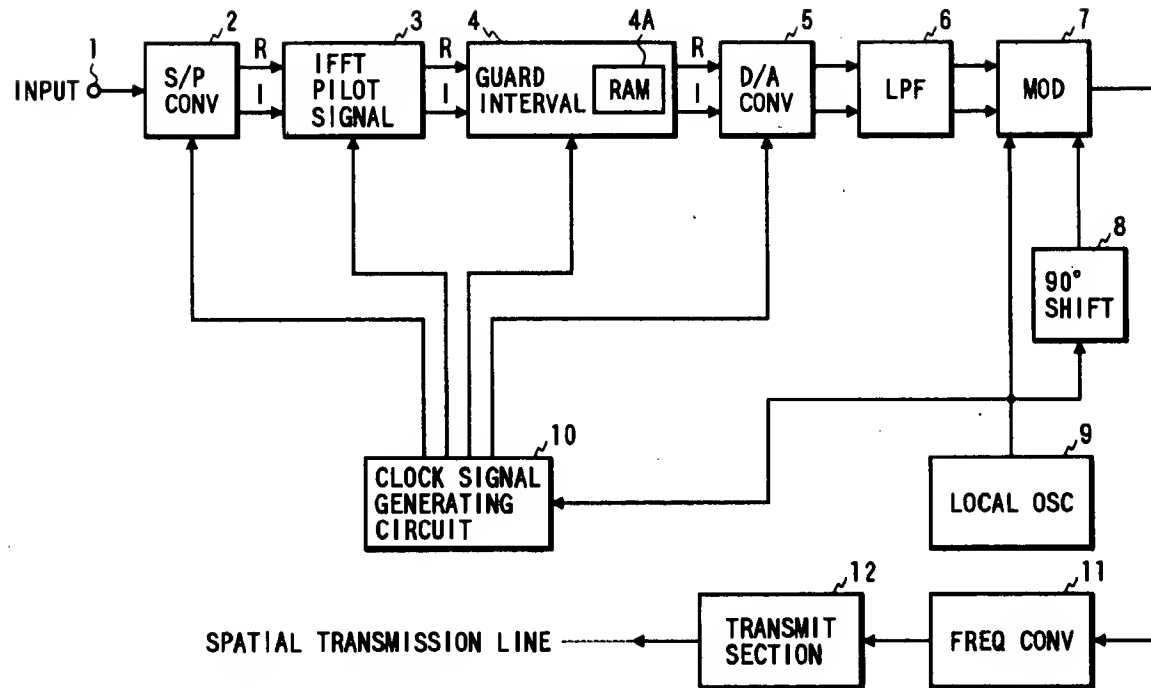 INPUT
1
2
S/P
CONV
R
I
3
IFFT
PILOT
SIGNAL
R
I
4
GUARD
INTERVAL
4A
RAM
R
I
5
D/A
CONV
6
LPF
7
MOD
8
90°
SHIFT
10
CLOCK SIGNAL
GENERATING
CIRCUIT
9
LOCAL OSC
SPATIAL TRANSMISSION LINE
12
TRANSMIT
SECTION
11
FREQ CONV